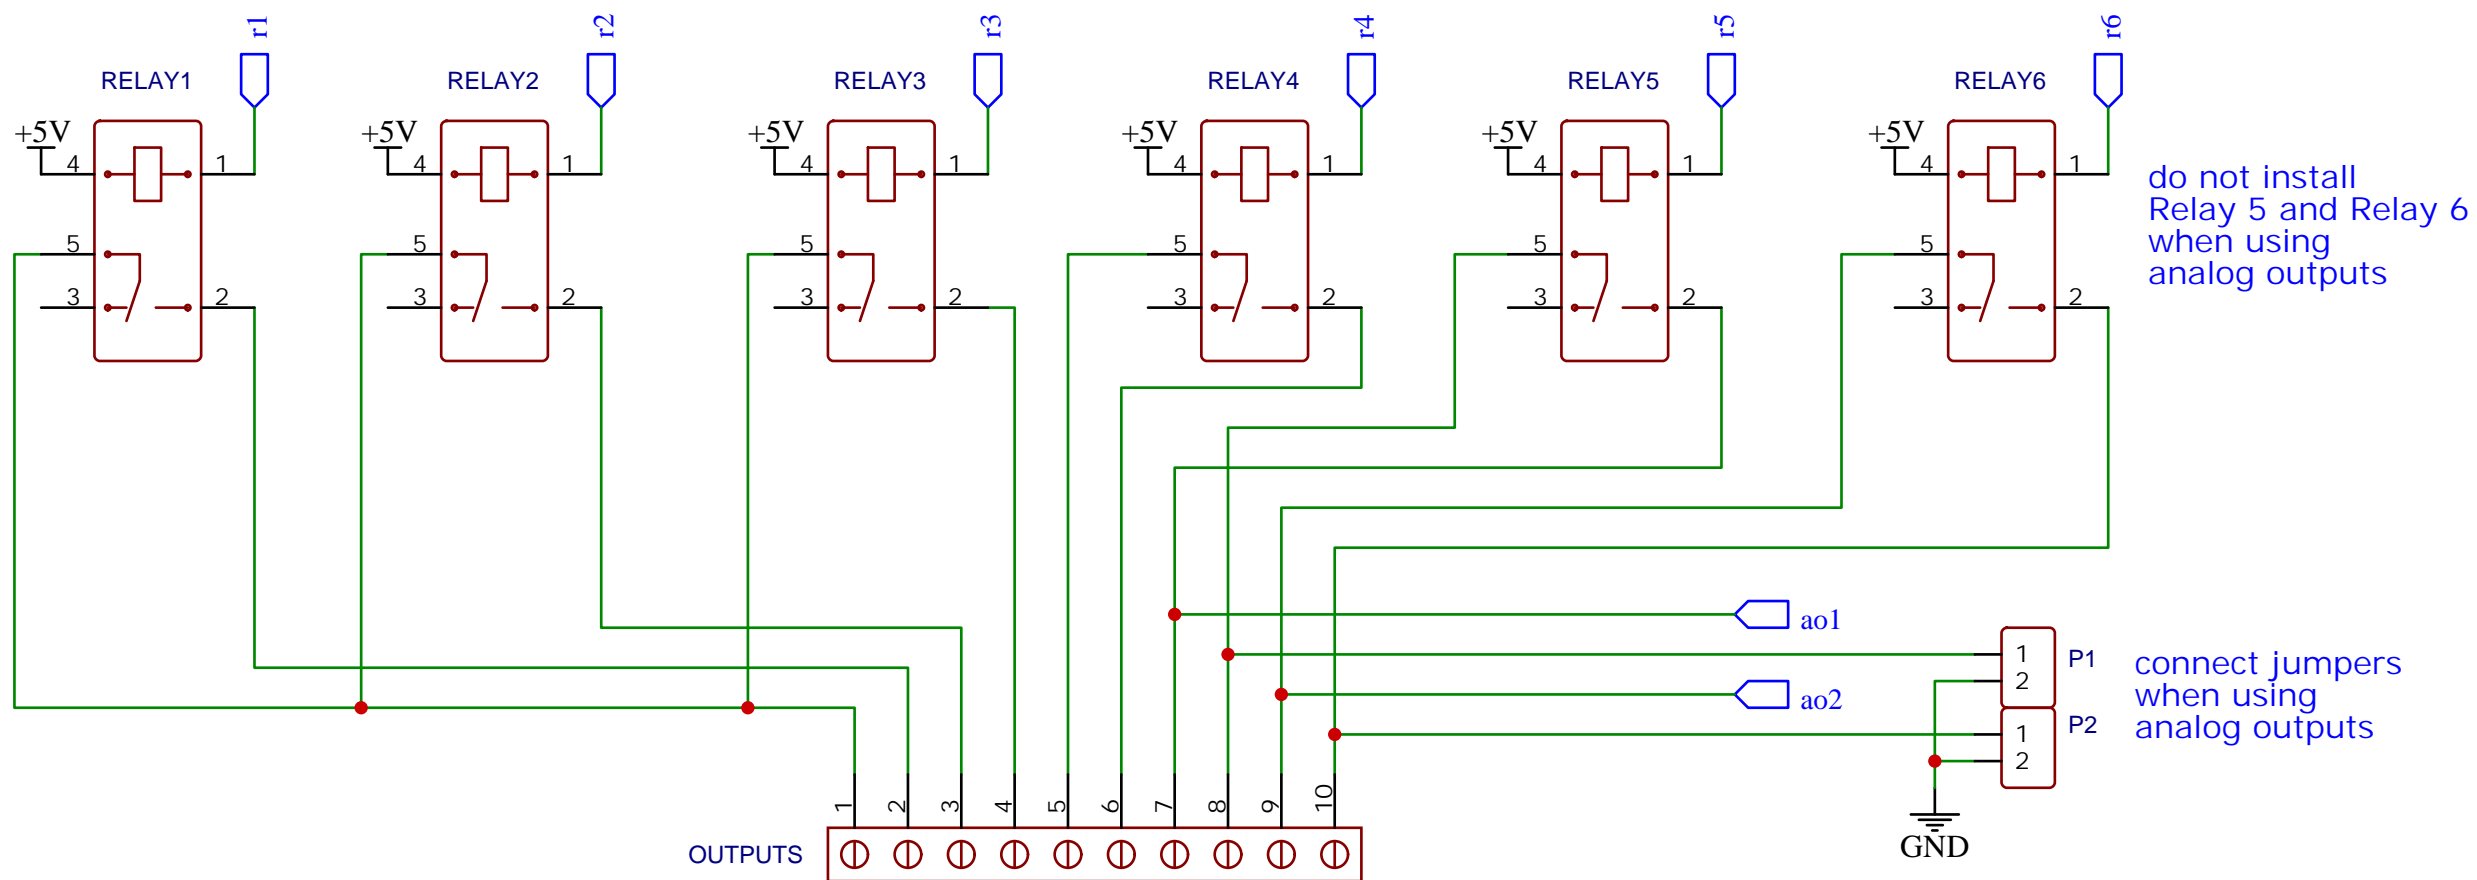 r1
r2
r3
r4
r5
r6
RELAY1
RELAY2
RELAY3
RELAY4
RELAY5
RELAY6
+5V
+5V
+5V
+5V
+5V
+5V
4 1
4 1
4 1
4 1
4 1
4 1
do not install
Relay 5 and Relay 6
when using
analog outputs
5
5
5
5
5
5
3 2
3 2
3 2
3 2
3 2
3 2
ao1
1
2
P1
ao2
1
2
P2
connect jumpers
when using
analog outputs
1 2 3 4 5 6 7 8 9 10
OUTPUTS
GND